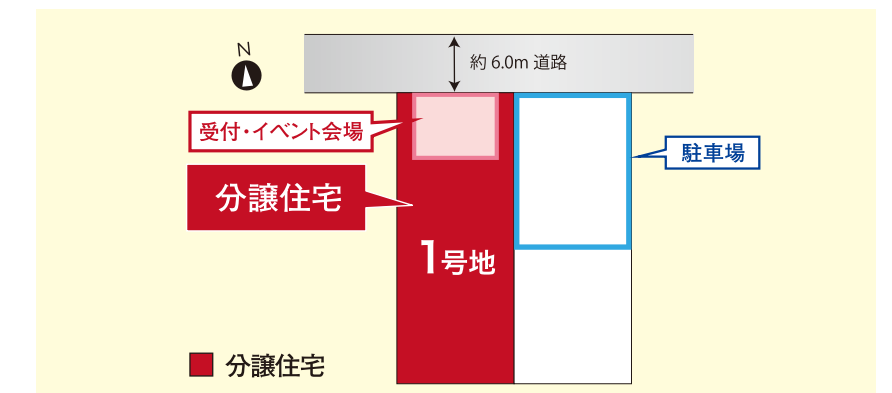 N
約 6.0m 道路
受付・イベント会場
駐車場
分譲住宅
1号地
分譲住宅